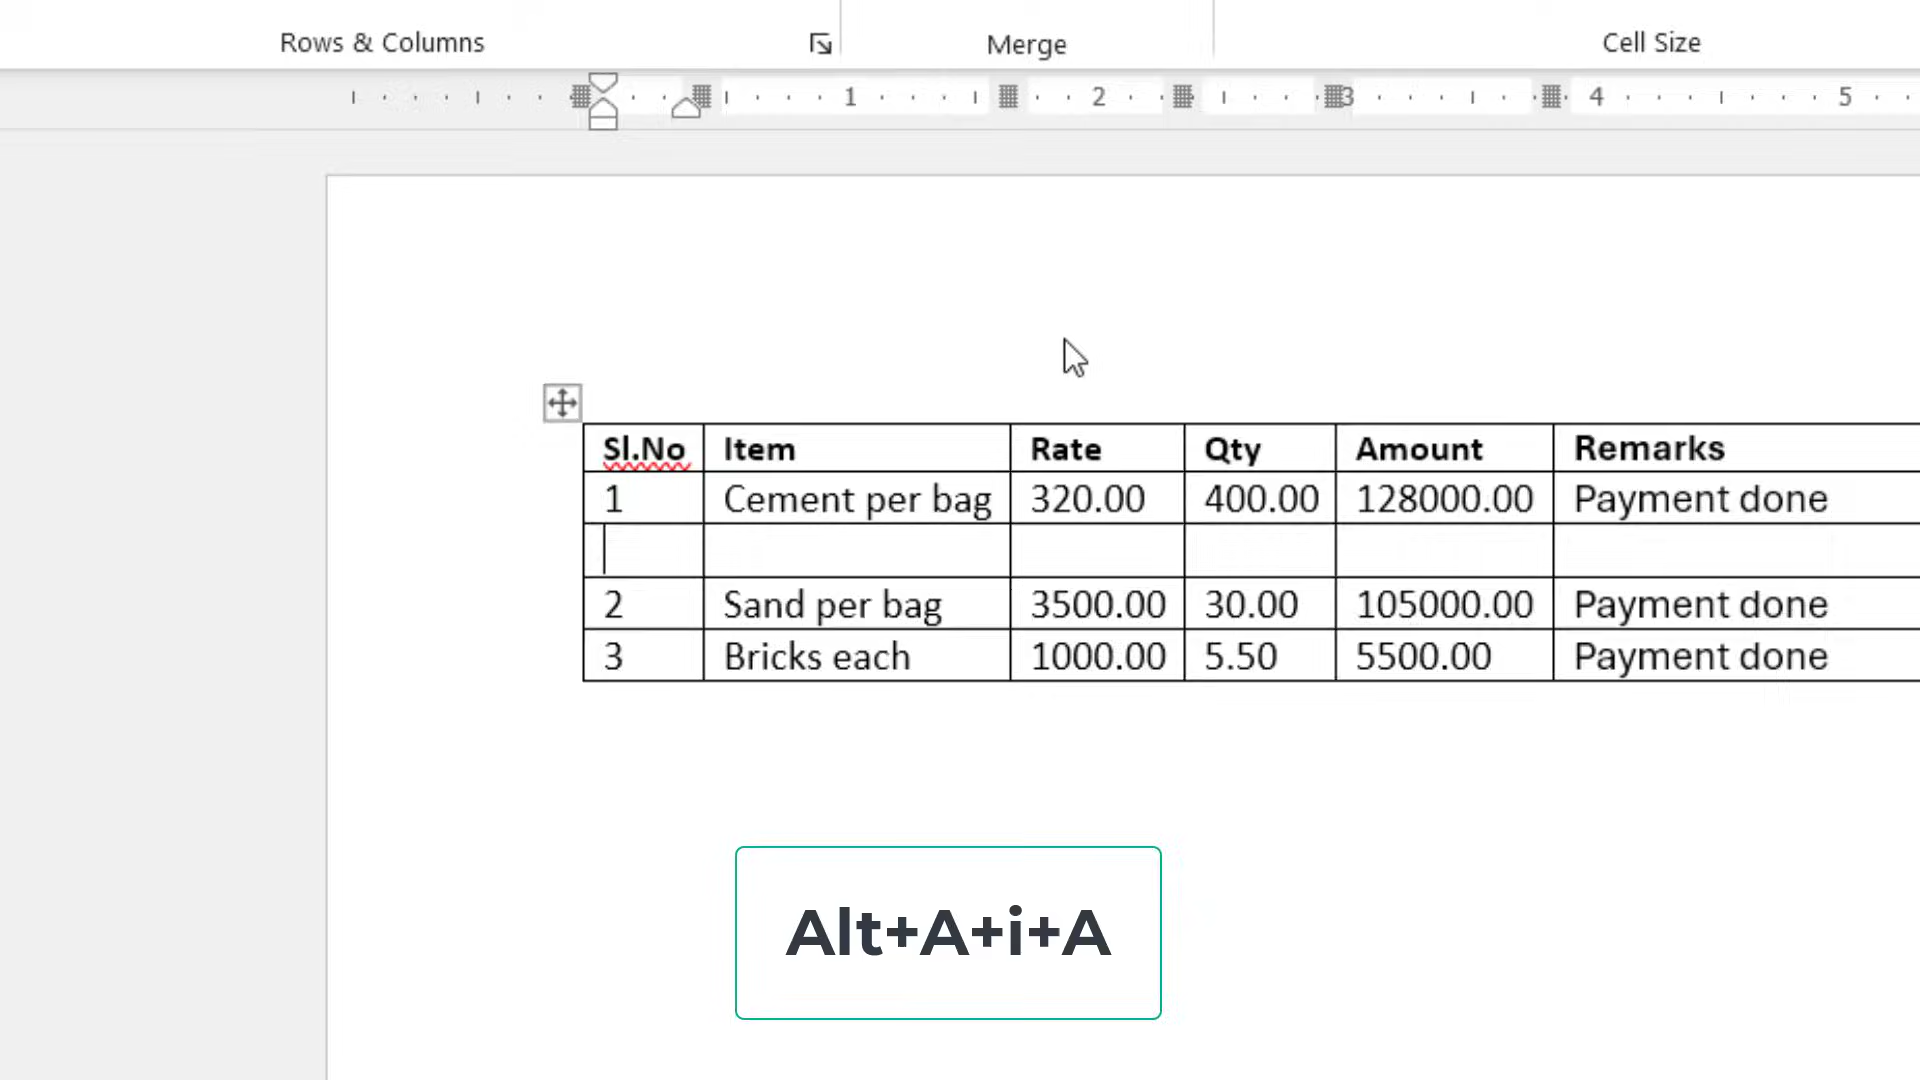 Rows & Columns Merge Cell Size
1 2 3 4 5
Sl.No Item Rate Qty Amount Remarks
1 Cement per bag 320.00 400.00 128000.00 Payment done
2 Sand per bag 3500.00 30.00 105000.00 Payment done
3 Bricks each 1000.00 5.50 5500.00 Payment done
Alt+A+i+A